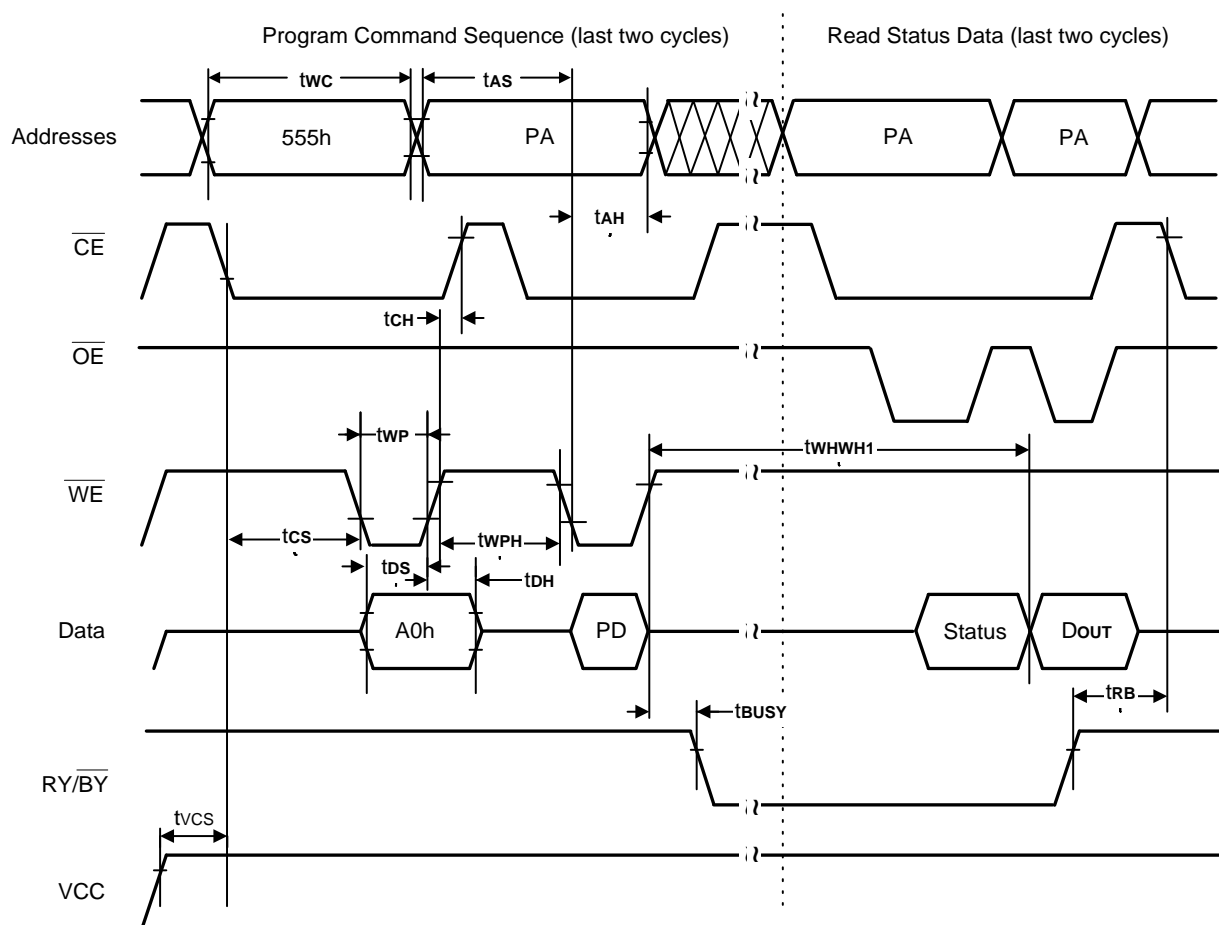 Program Command Sequence (last two cycles) Read Status Data (last two cycles)
tWC tAS
Addresses 555h PA PA PA
tAH
CE
tCH
OE
tWP tWHWH1
WE
tCS tWPH
tDS tDH
Data A0h PD Status DOUT
tRB
tBUSY
RY/BY
tVCS
VCC